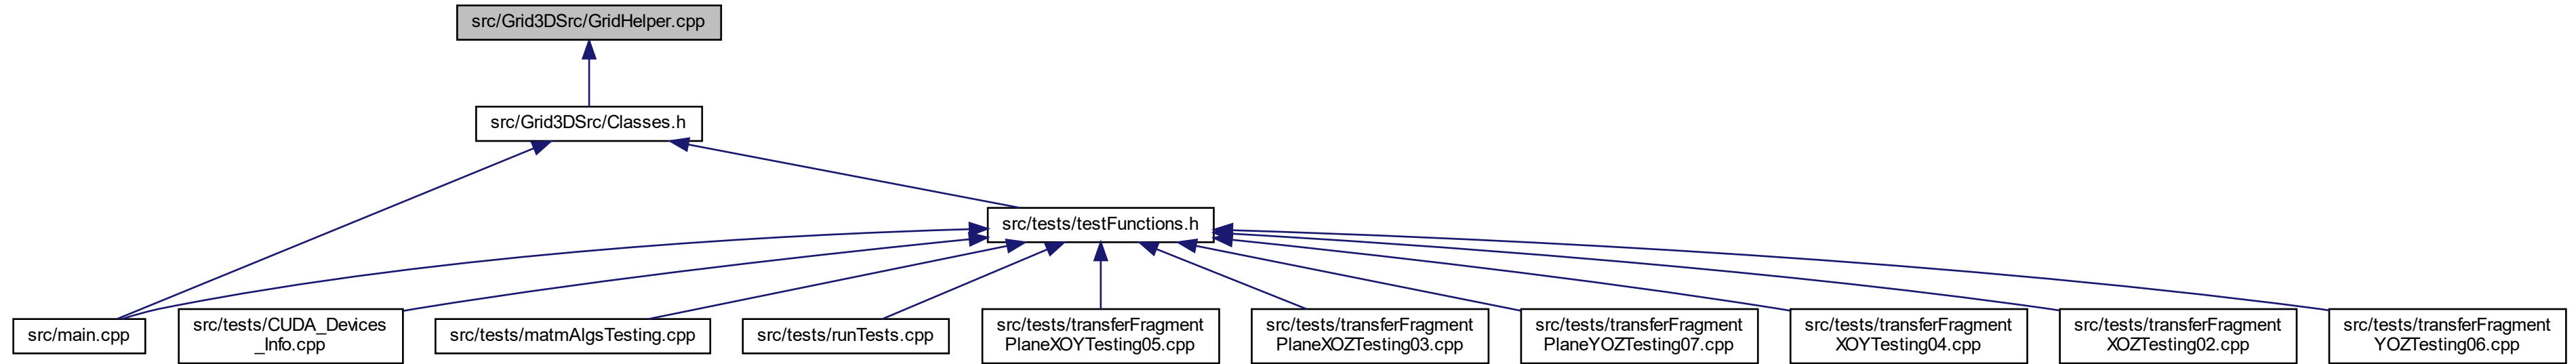 src/Grid3DSrc/GridHelper.cpp
src/Grid3DSrc/Classes.h
src/tests/testFunctions.h
src/main.cpp
src/tests/CUDA_Devices
_Info.cpp
src/tests/matmAlgsTesting.cpp
src/tests/runTests.cpp
src/tests/transferFragment
PlaneXOYTesting05.cpp
src/tests/transferFragment
PlaneXOZTesting03.cpp
src/tests/transferFragment
PlaneYOZTesting07.cpp
src/tests/transferFragment
XOYTesting04.cpp
src/tests/transferFragment
XOZTesting02.cpp
src/tests/transferFragment
YOZTesting06.cpp